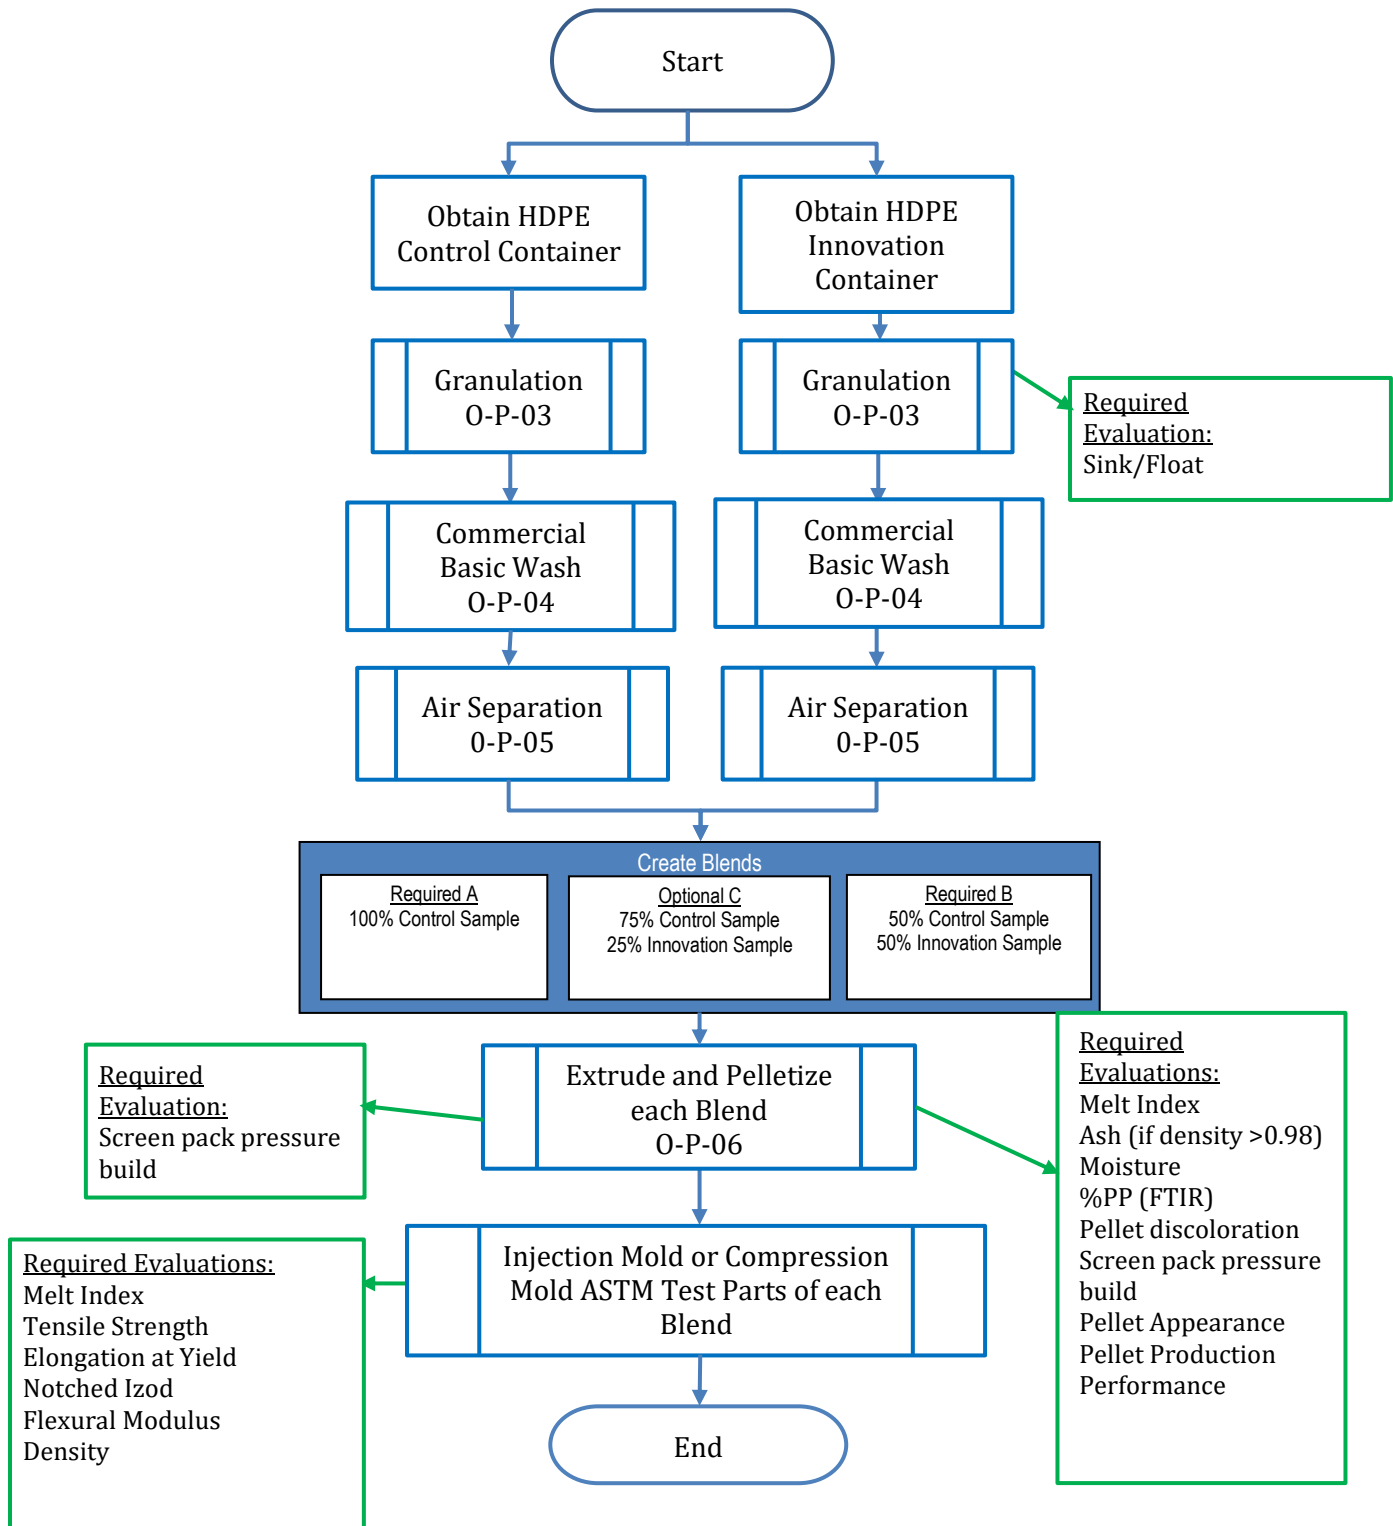 Start
Obtain HDPE
Control Container
Obtain HDPE
Innovation
Container
Granulation
O-P-03
Granulation
O-P-03
Required
Evaluation:
Sink/Float
Commercial
Basic Wash
O-P-04
Commercial
Basic Wash
O-P-04
Air Separation
0-P-05
Air Separation
0-P-05
Create Blends
Required A
100% Control Sample
Optional C
75% Control Sample
25% Innovation Sample
Required B
50% Control Sample
50% Innovation Sample
Required
Evaluation:
Screen pack pressure
build
Extrude and Pelletize
each Blend
O-P-06
Required
Evaluations:
Melt Index
Ash (if density >0.98)
Moisture
%PP (FTIR)
Pellet discoloration
Screen pack pressure
build
Pellet Appearance
Pellet Production
Performance
Required Evaluations:
Melt Index
Tensile Strength
Elongation at Yield
Notched Izod
Flexural Modulus
Density
Injection Mold or Compression
Mold ASTM Test Parts of each
Blend
End